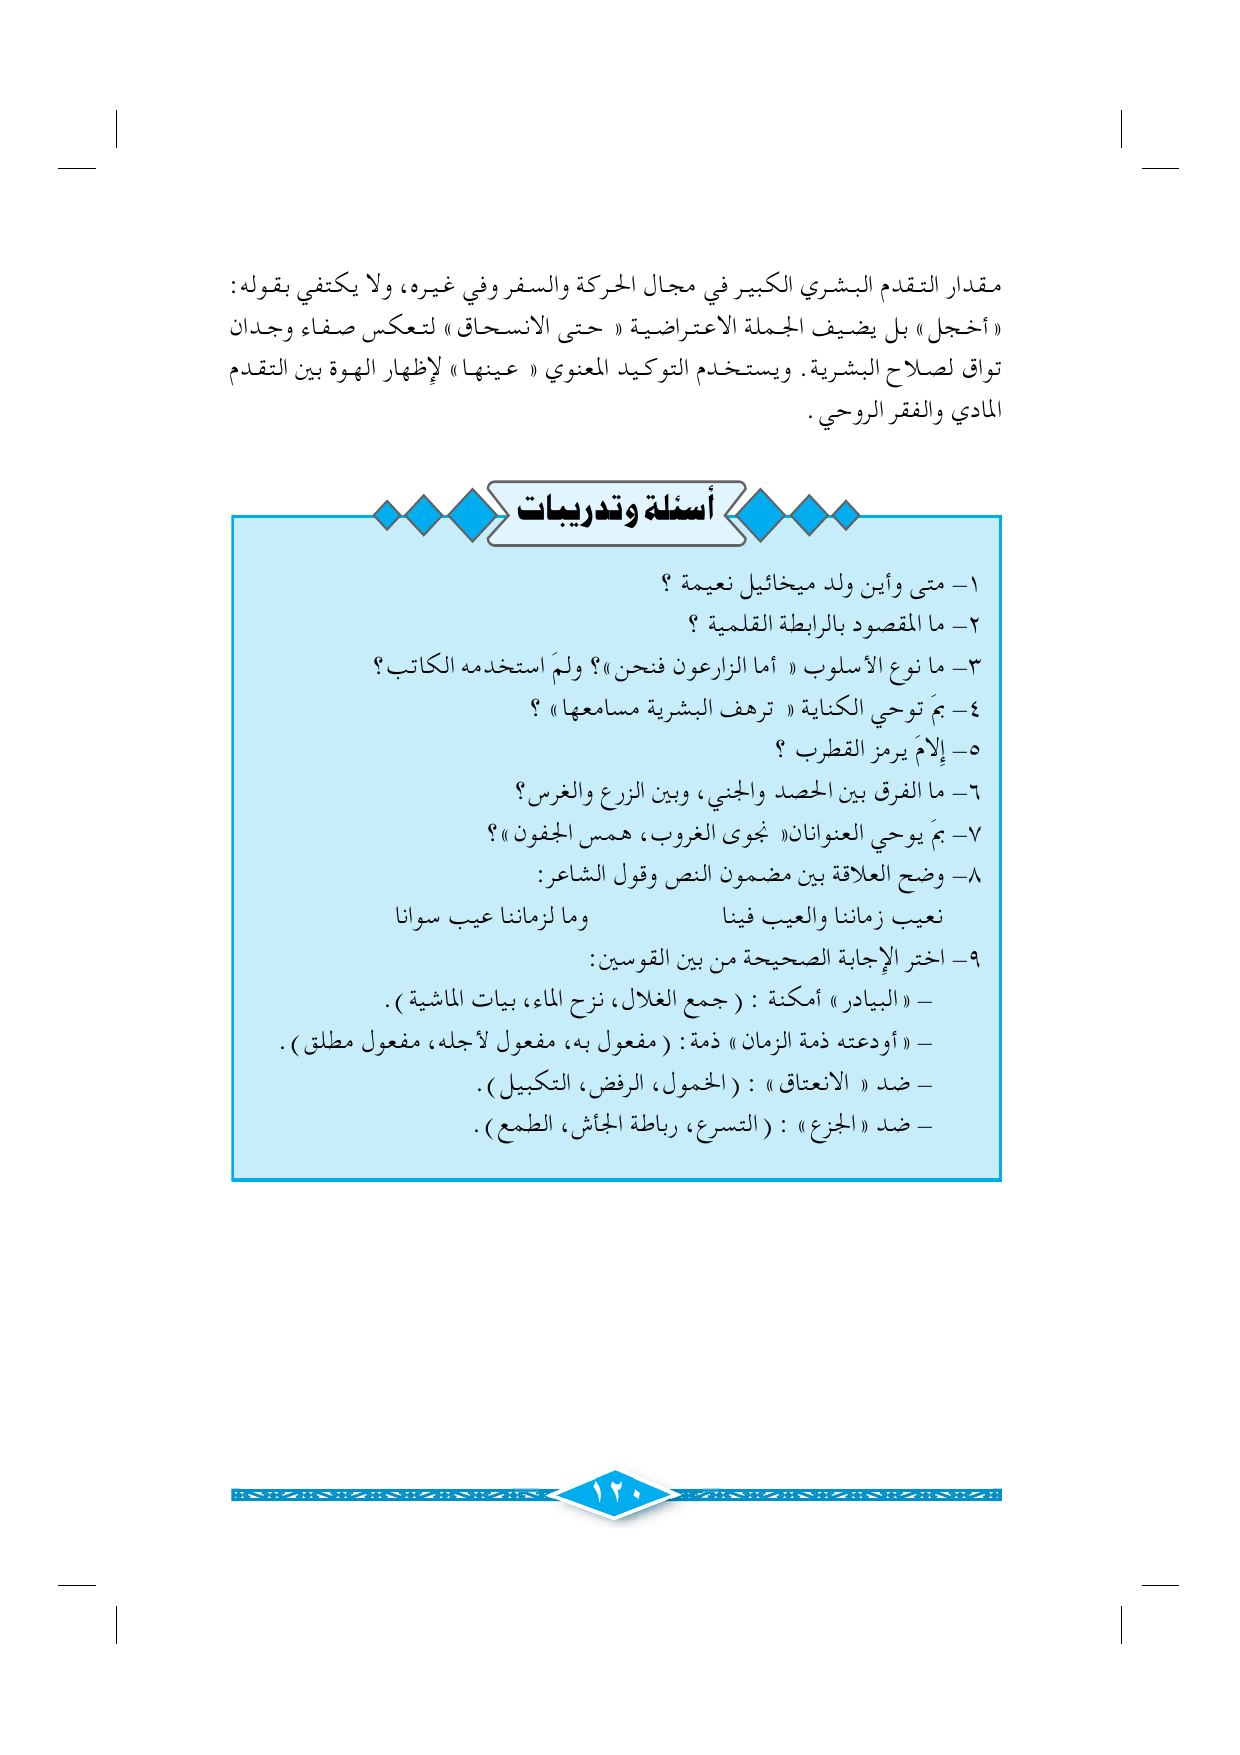 مقدار التقدم البشري الكبير في مجال الحركة والسفر وفي غيره، ولا يكتفي بقوله:
«أخجل» بل يضيف الجملة الاعتراضية « حتى الانسحاق» لتعكس صفاء وجدان
تواق لصلاح البشرية. ويستخدم التوكيد المعنوي « عينها» لإظهار الهوة بين التقدم
المادي والفقر الروحي.
أسئلة وتدريبات
١– متى وأين ولد ميخائيل نعيمة ؟
٢– ما المقصود بالرابطة القلمية ؟
٣– ما نوع الأسلوب « أما الزارعون فنحن»؟ ولمَ استخدمه الكاتب؟
٤– بمَ توحي الكناية « ترهف البشرية مسامعها» ؟
٥– إِلامَ يرمز القطرب ؟
٦– ما الفرق بين الحصد والجني، وبين الزرع والغرس؟
٧– بمَ يوحي العنوانان« نجوى الغروب، همس الجفون»؟
٨– وضح العلاقة بين مضمون النص وقول الشاعر:
نعيب زماننا والعيب فينا وما لزماننا عيب سوانا
٩– اختر الإِجابة الصحيحة من بين القوسين:
– «البيادر» أمكنة : (جمع الغلال، نزح الماء، بيات الماشية).
– «أودعته ذمة الزمان» ذمة: (مفعول به، مفعول لأجله، مفعول مطلق).
– ضد « الانعتاق» : (الخمول، الرفض، التكبيل).
– ضد «الجزع» : (التسرع، رباطة الجأش، الطمع).
١٢٠